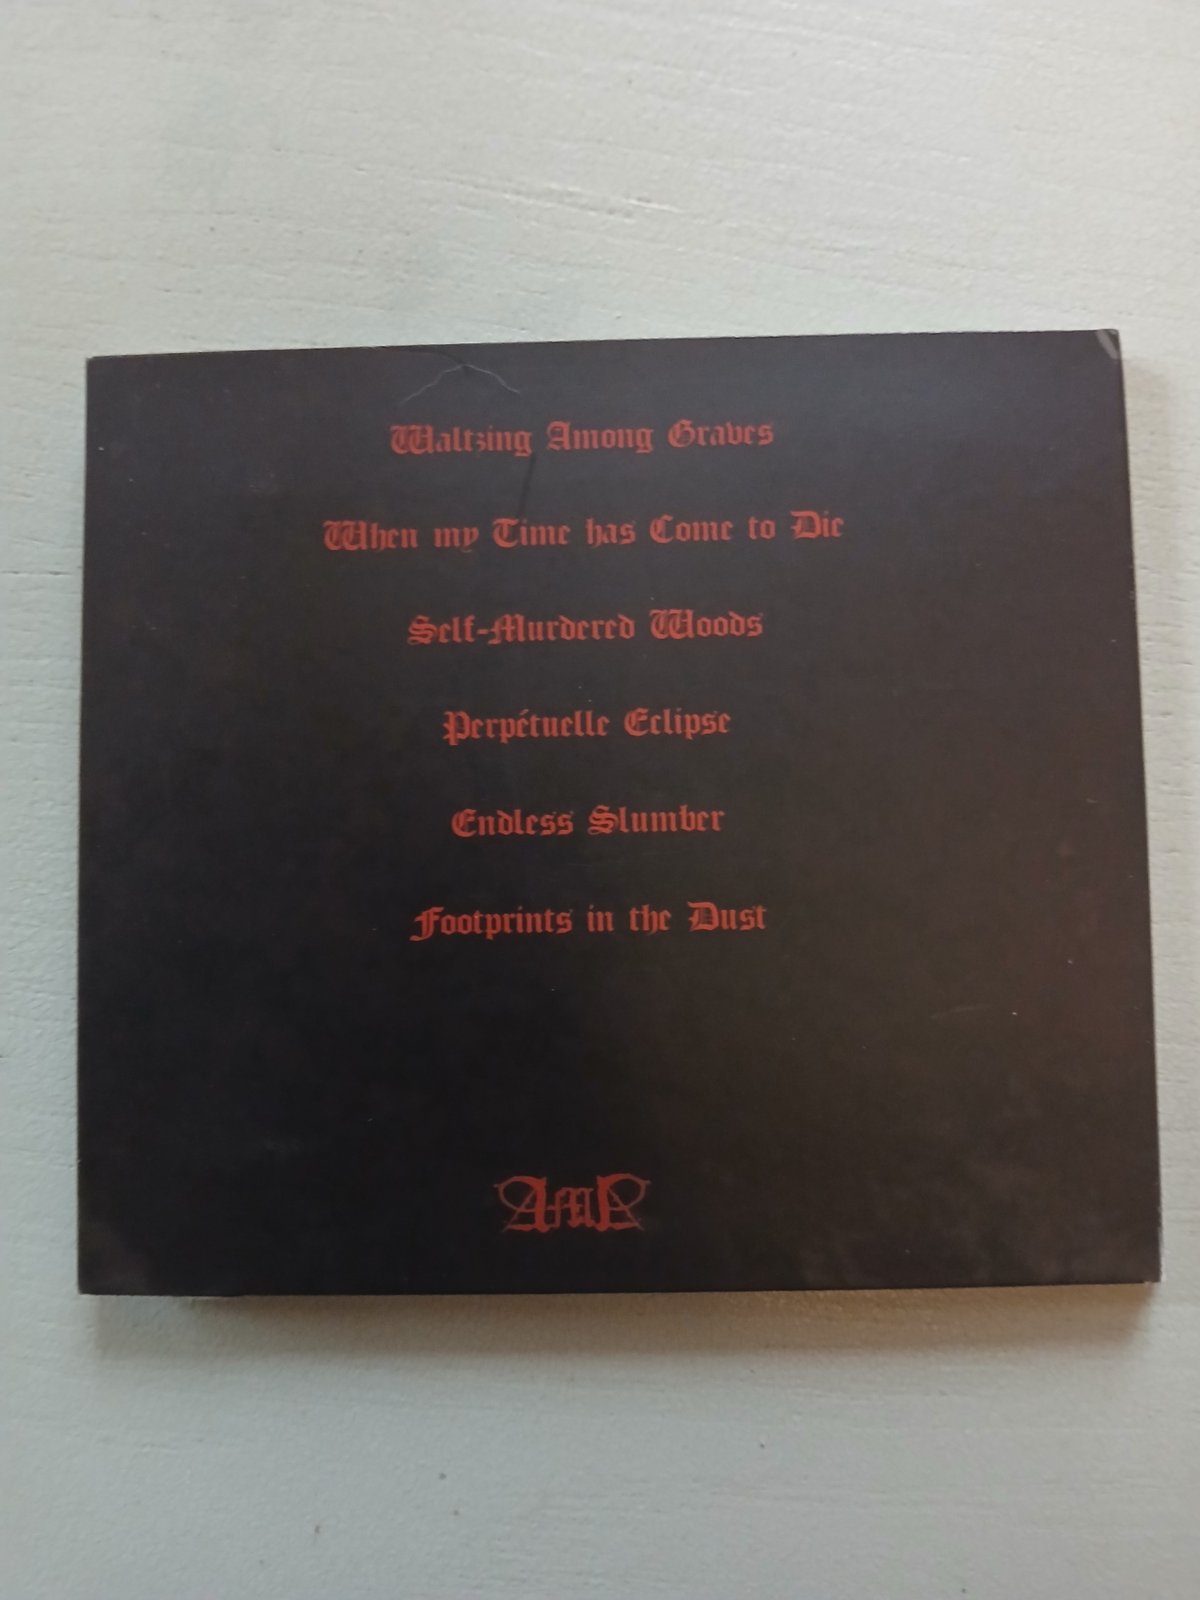 Waltzing Among Graves
When my Time has Come to Die
Self-Murdered Woods
Perpétuelle Eclipse
Endless Slumber
Footprints in the Dust